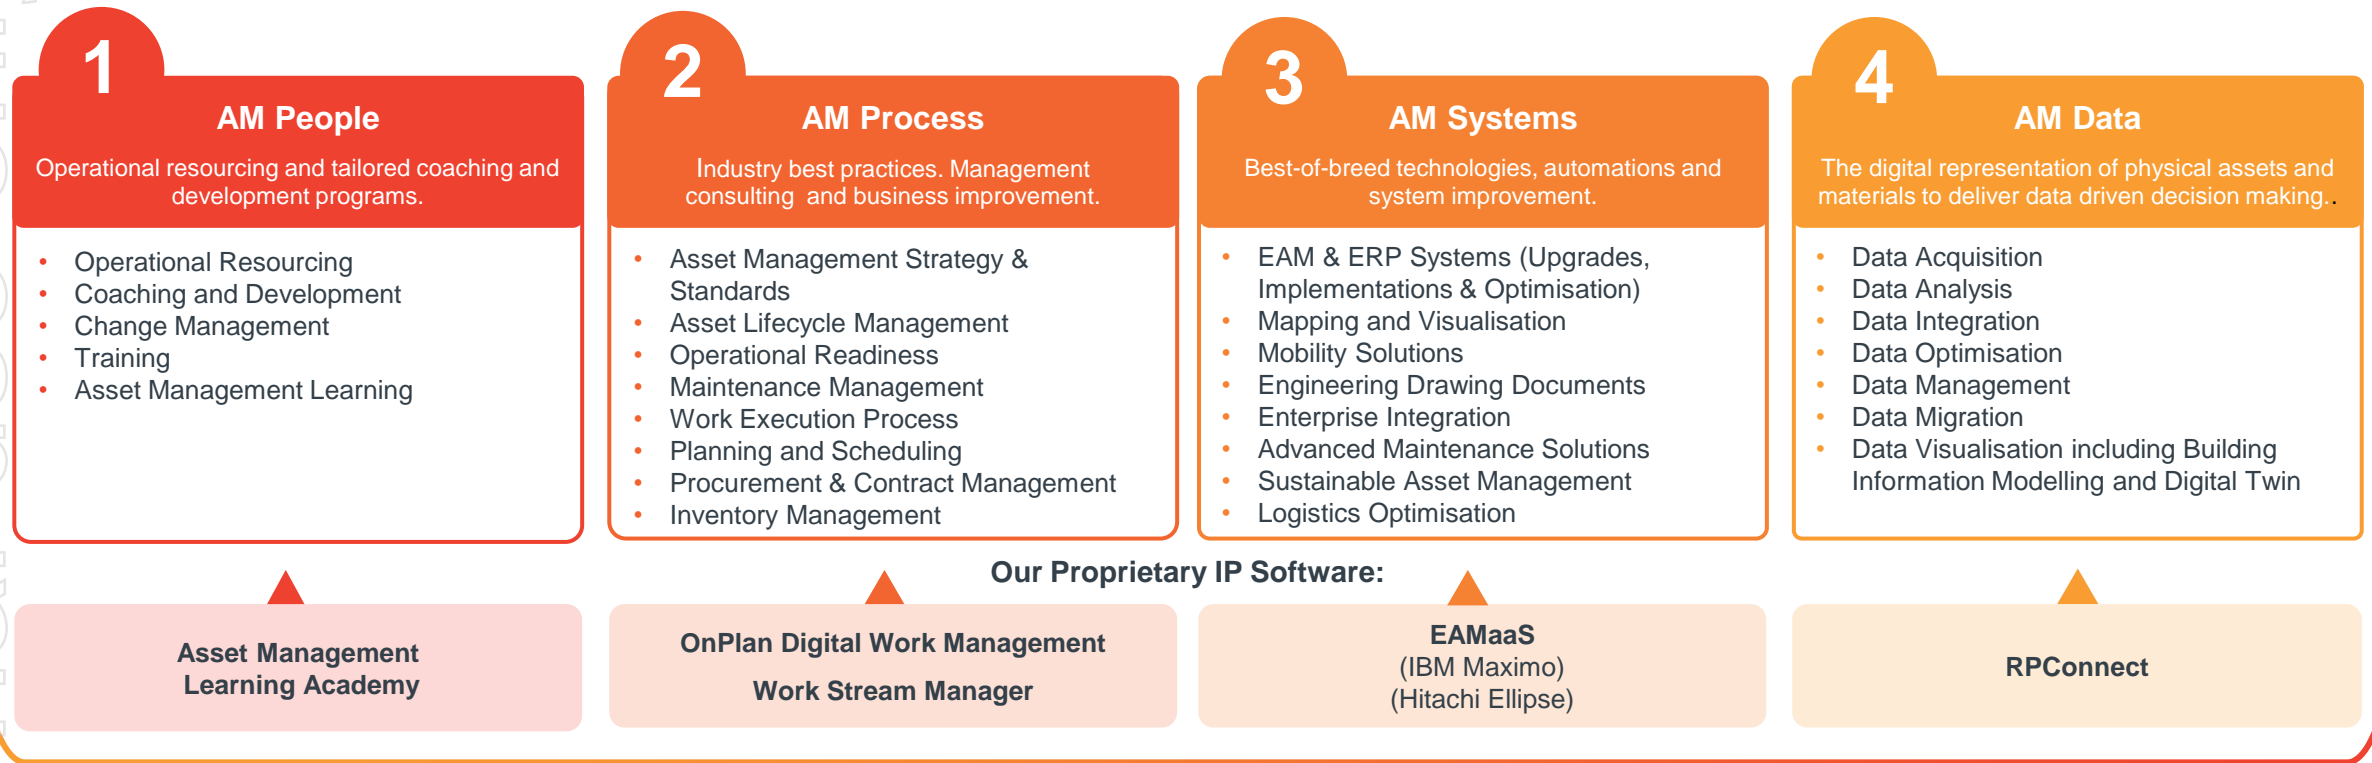 1
AM People
Operational resourcing and tailored coaching and
development programs.
• Operational Resourcing
• Coaching and Development
• Change Management
• Training
• Asset Management Learning
2
AM Process
Industry best practices. Management
consulting  and business improvement.
• Asset Management Strategy &
Standards
• Asset Lifecycle Management
• Operational Readiness
• Maintenance Management
• Work Execution Process
• Planning and Scheduling
• Procurement & Contract Management
• Inventory Management
3
AM Systems
Best-of-breed technologies, automations and
system improvement.
• EAM & ERP Systems (Upgrades,
Implementations & Optimisation)
• Mapping and Visualisation
• Mobility Solutions
• Engineering Drawing Documents
• Enterprise Integration
• Advanced Maintenance Solutions
• Sustainable Asset Management
• Logistics Optimisation
4
AM Data
The digital representation of physical assets and
materials to deliver data driven decision making..
• Data Acquisition
• Data Analysis
• Data Integration
• Data Optimisation
• Data Management
• Data Migration
• Data Visualisation including Building
Information Modelling and Digital Twin
Our Proprietary IP Software:
Asset Management
Learning Academy
OnPlan Digital Work Management
Work Stream Manager
EAMaaS
(IBM Maximo)
(Hitachi Ellipse)
RPConnect